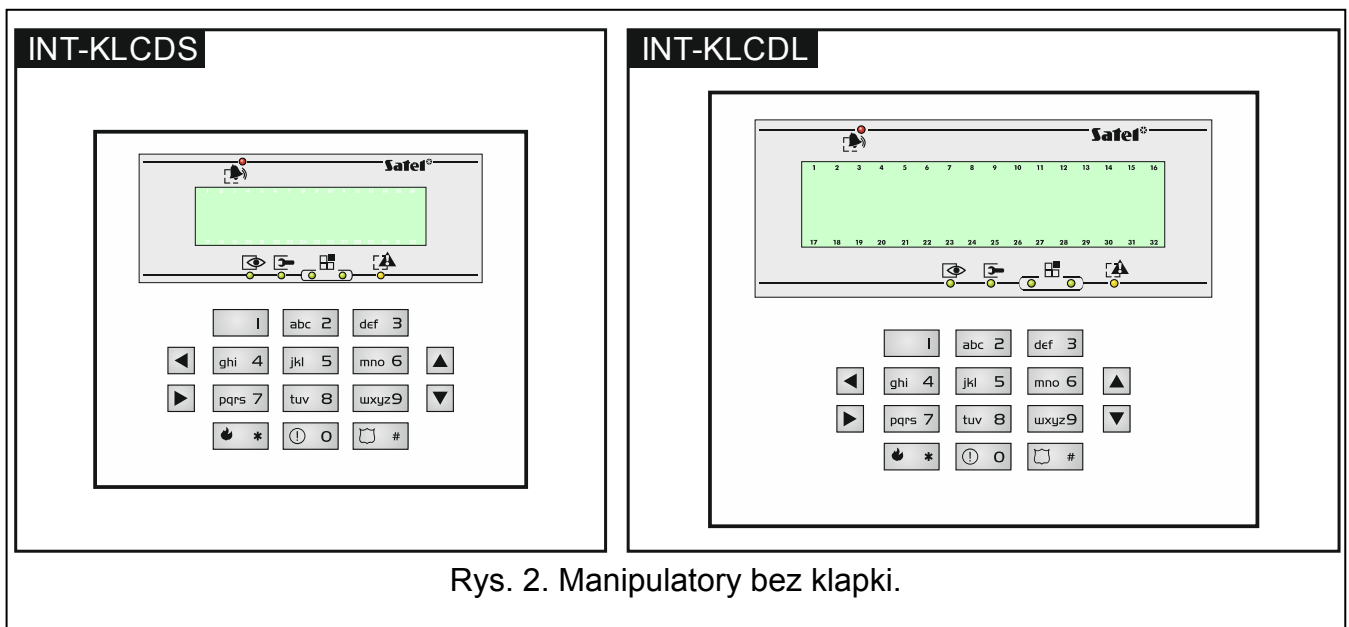 INT-KLCDS
Satel
1
abc 2
def 3
ghi 4
jkl 5
mno 6
pqrs 7
tuv 8
wxyz9
*
0
#
INT-KLCDL
Satel
1 2 3 4 5 6 7 8 9 10 11 12 13 14 15 16
17 18 19 20 21 22 23 24 25 26 27 28 29 30 31 32
1
abc 2
def 3
ghi 4
jkl 5
mno 6
pqrs 7
tuv 8
wxyz9
*
0
#
Rys. 2. Manipulatory bez klapki.